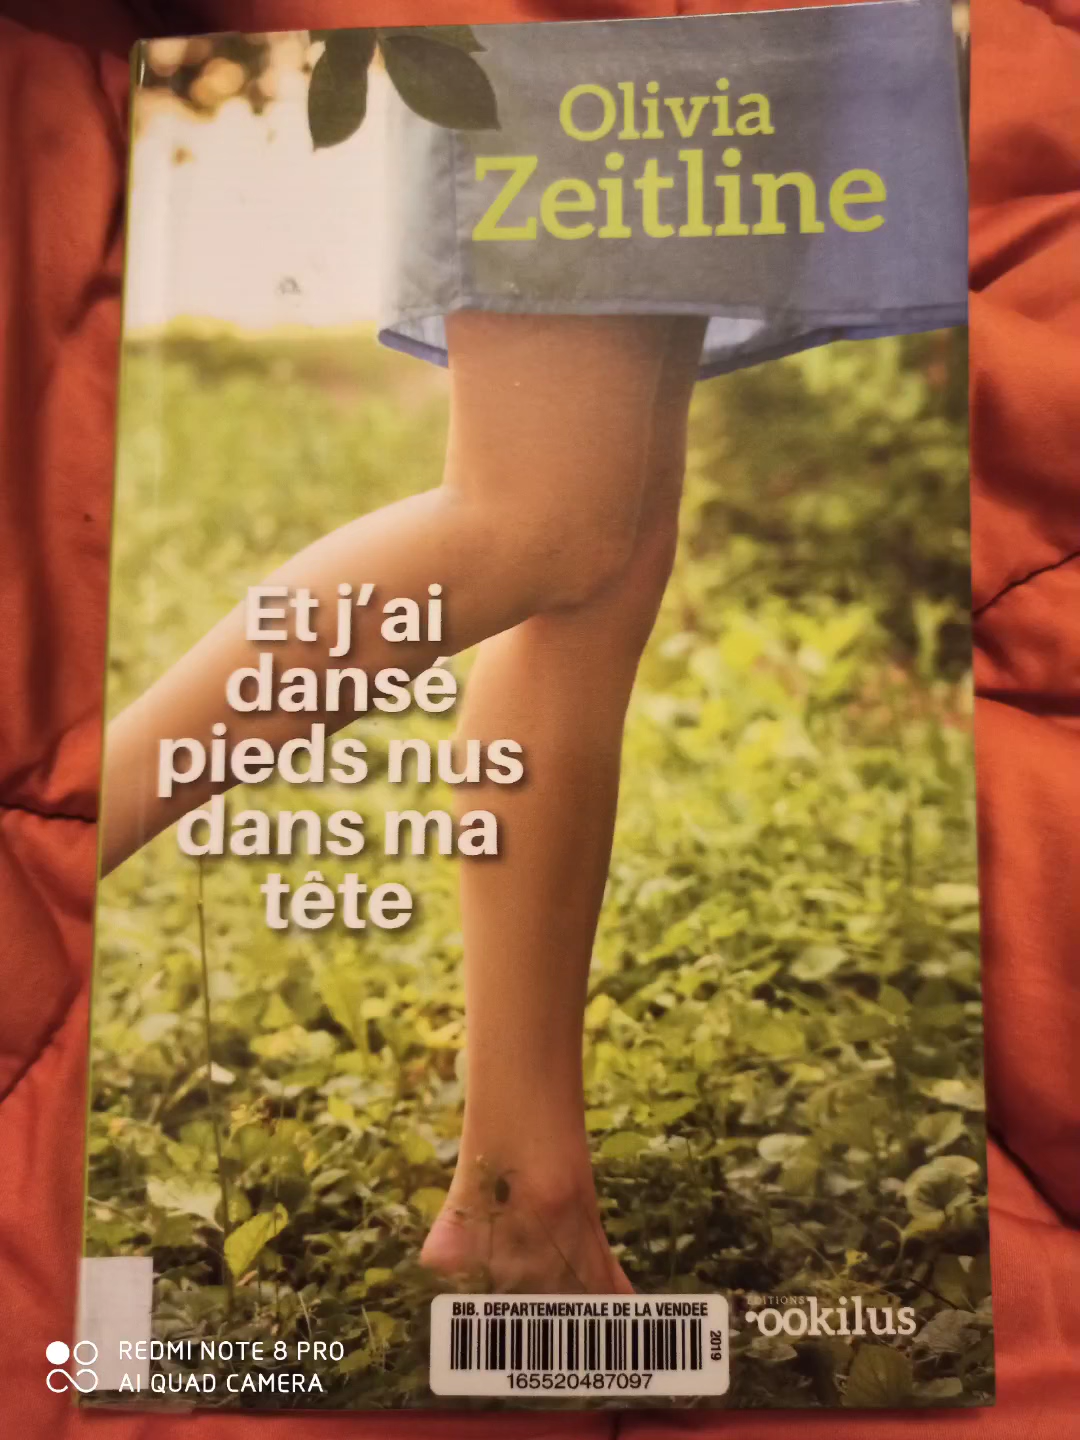 Olivia
Zeitline
Et j'ai
dansé
pieds nus
dans ma
tête
EDITIONS
ookilus
BIB. DEPARTEMENTALE DE LA VENDEE
2019
165520487097
REDMI NOTE 8 PRO
AI QUAD CAMERA